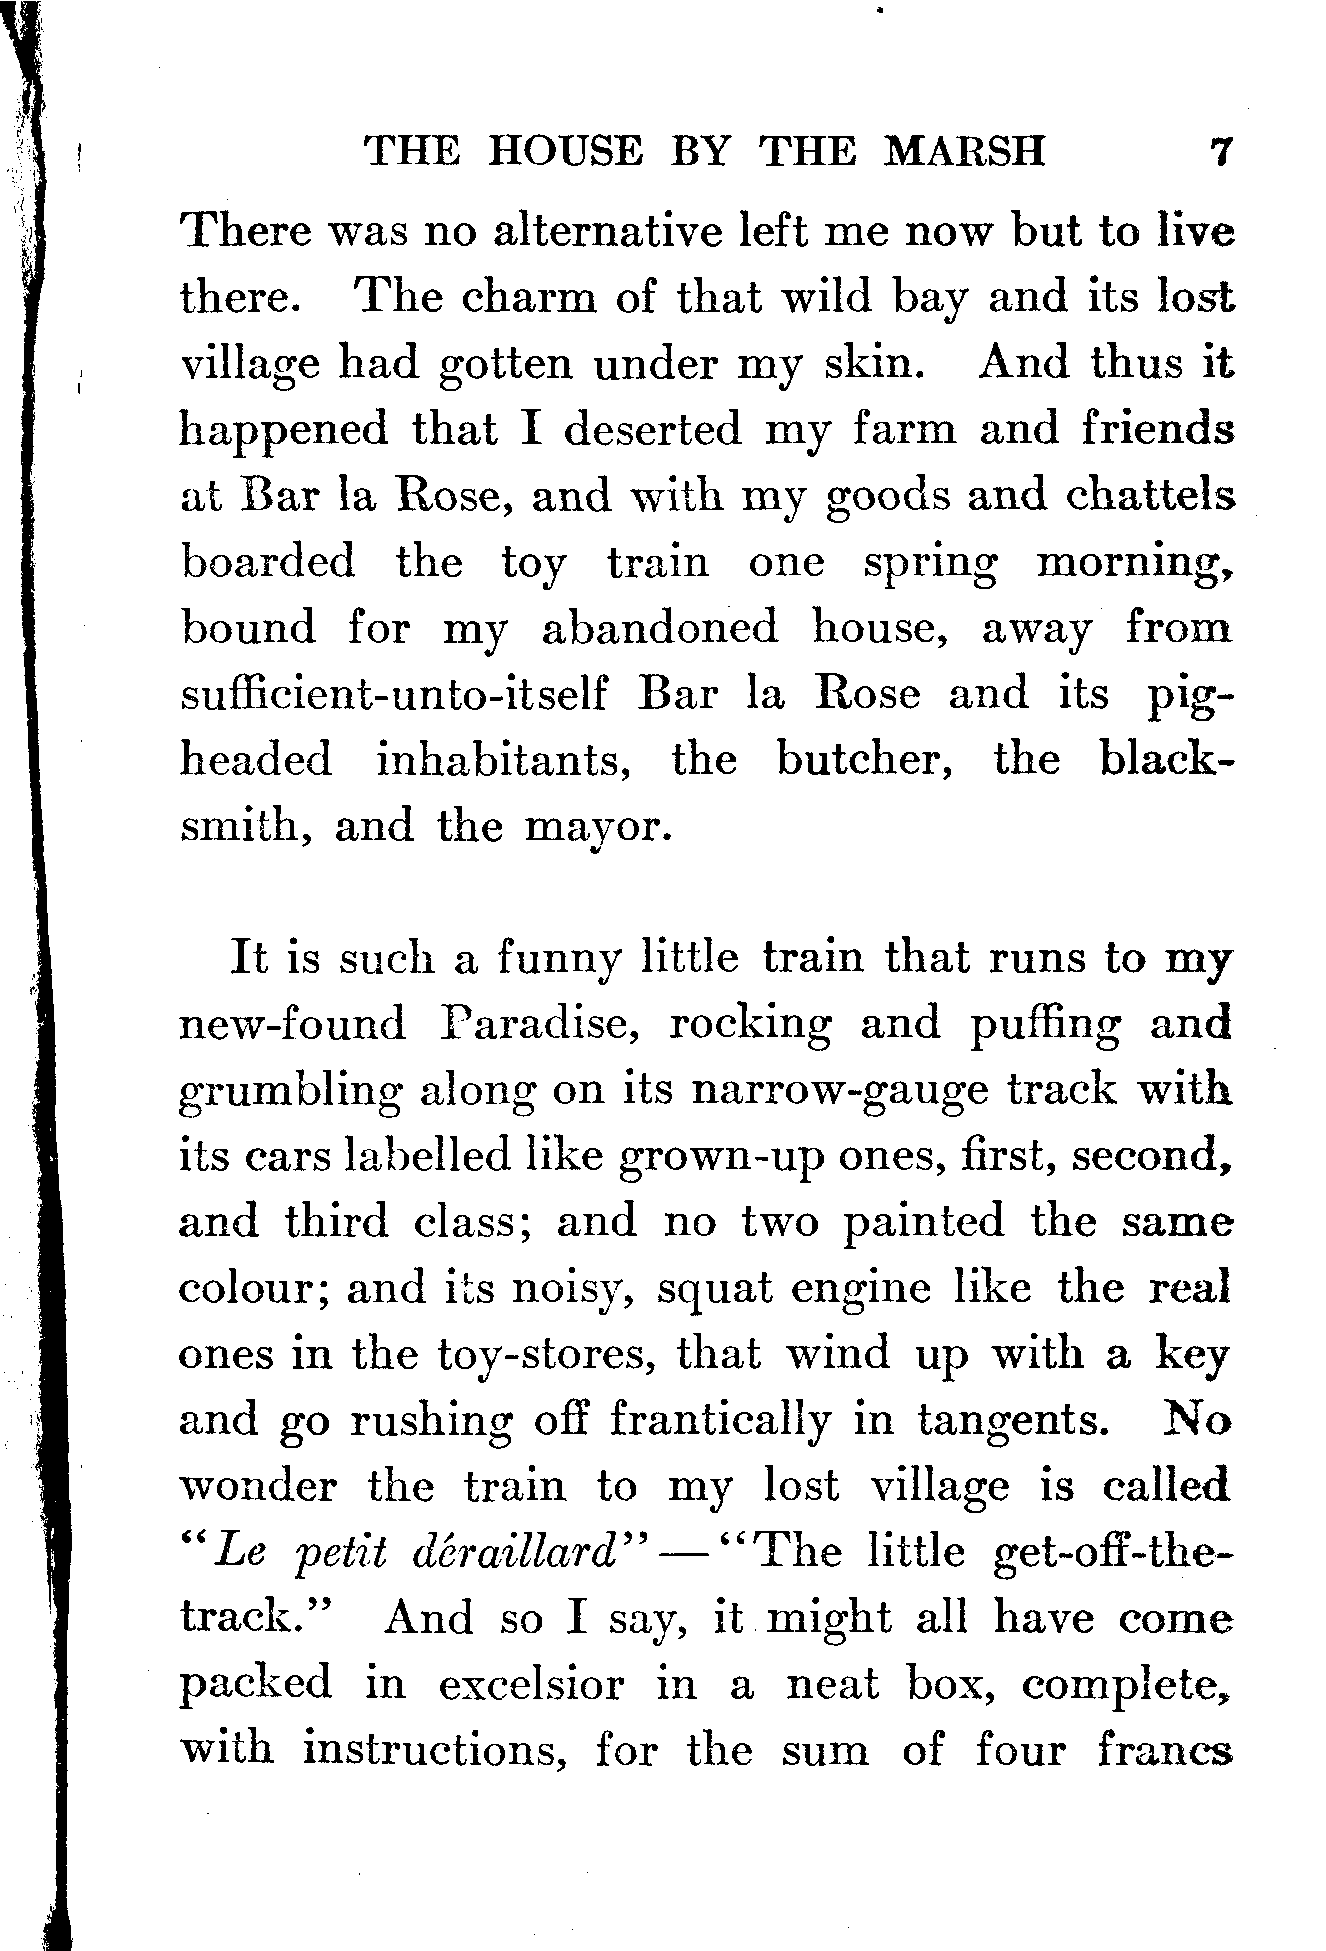 THE HOUSE BY THE MARSH 7
There was no alternative left me now but to live
there. The charm of that wild bay and its lost
village had gotten under my skin. And thus it
happened that I deserted my farm and friends
at Bar la Rose, and with my goods and chattels
boarded the toy train one spring morning,
bound for my abandoned house, away from
sufficient-unto-itself Bar la Rose and its pig-
headed inhabitants, the butcher, the black-
smith, and the mayor.
It is such a funny little train that runs to my
new-found Paradise, rocking and puffing and
grumbling along on its narrow-gauge track with
its cars labelled like grown-up ones, first, second,
and third class; and no two painted the same
colour; and its noisy, squat engine like the real
ones in the toy-stores, that wind up with a key
and go rushing off frantically in tangents. No
wonder the train to my lost village is called
“Le petit déraillard”—“The little get-off-the-
track.” And so I say, it might all have come
packed in excelsior in a neat box, complete,
with instructions, for the sum of four francs